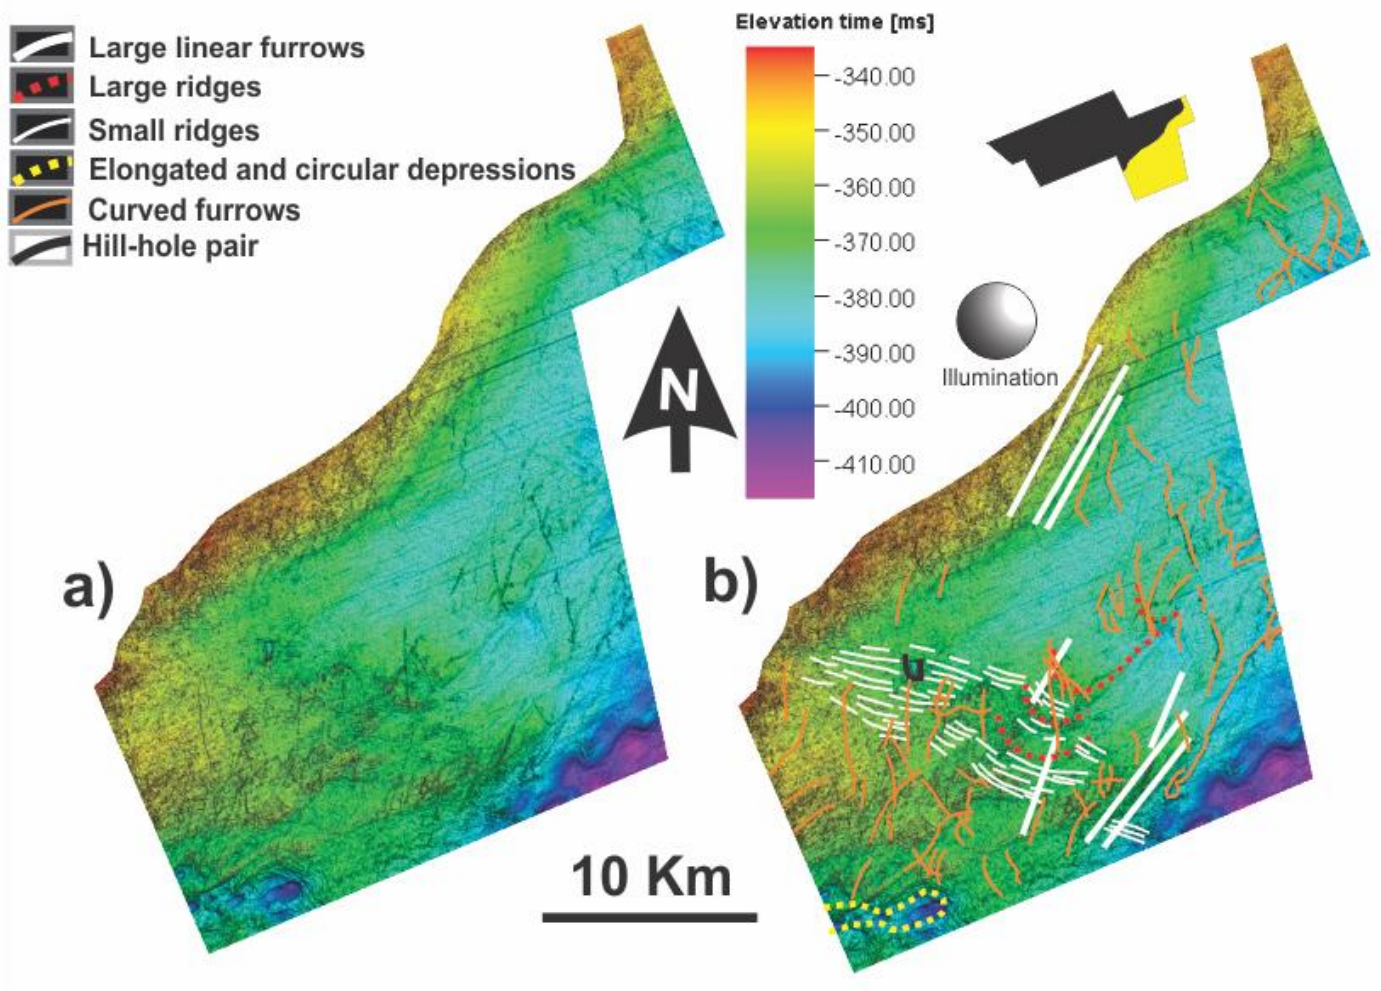 Large linear furrows
Large ridges
Small ridges
Elongated and circular depressions
Curved furrows
Hill-hole pair
Elevation time [ms]
-340.00
-350.00
-360.00
-370.00
-380.00
-390.00
-400.00
-410.00
Illumination
N
a)
b)
10 Km